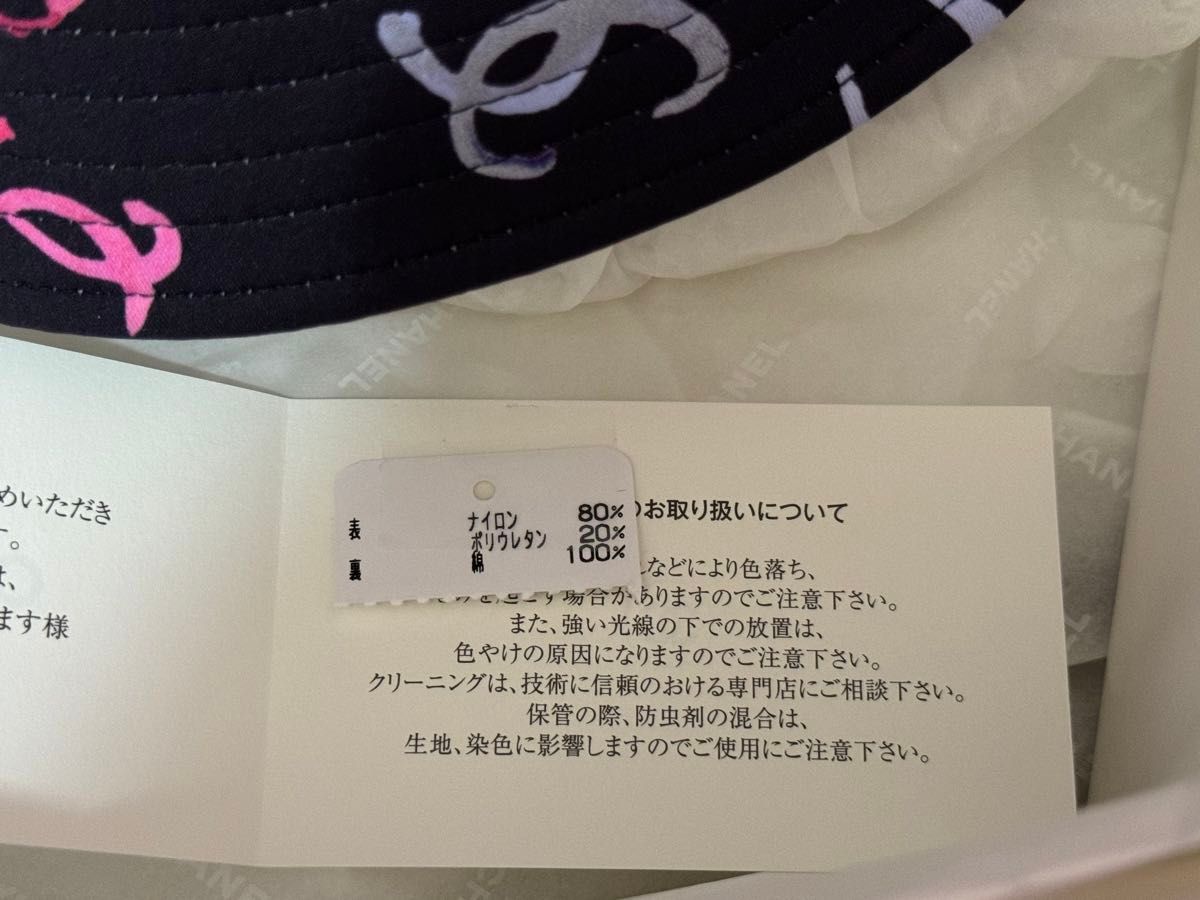 めいただき
す。
は、
ます様
表 ナイロン 80%
ポリウレタン 20%
裏 綿 100%
のお取り扱いについて
などにより色落ち、
場合がありますのでご注意下さい。
また、強い光線の下での放置は、
色やけの原因になりますのでご注意下さい。
クリーニングは、技術に信頼のおける専門店にご相談下さい。
保管の際、防虫剤の混合は、
生地、染色に影響しますのでご使用にご注意下さい。
CHANEL
CHANEL
CHANEL
CHANEL
CHANEL